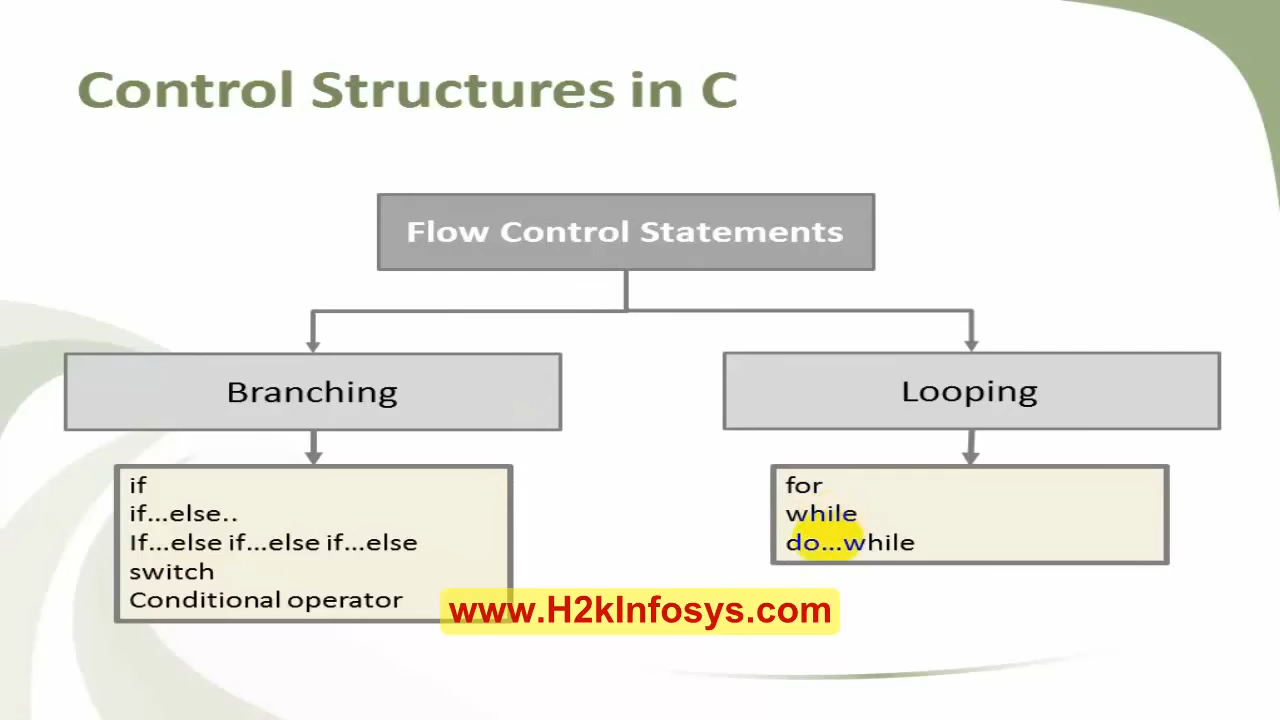 Control Structures in C
Flow Control Statements
Branching
Looping
if
if...else..
If...else if...else if...else
switch
Conditional operator
for
while
do...while
www.H2kInfosys.com